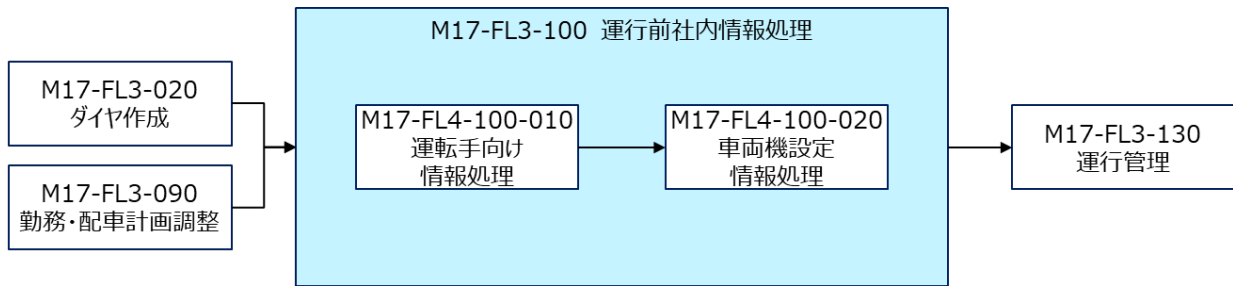 M17-FL3-100 運行前社内情報処理
M17-FL3-020
ダイヤ作成
M17-FL3-090
勤務・配車計画調整
M17-FL4-100-010
運転手向け
情報処理
M17-FL4-100-020
車両機設定
情報処理
M17-FL3-130
運行管理